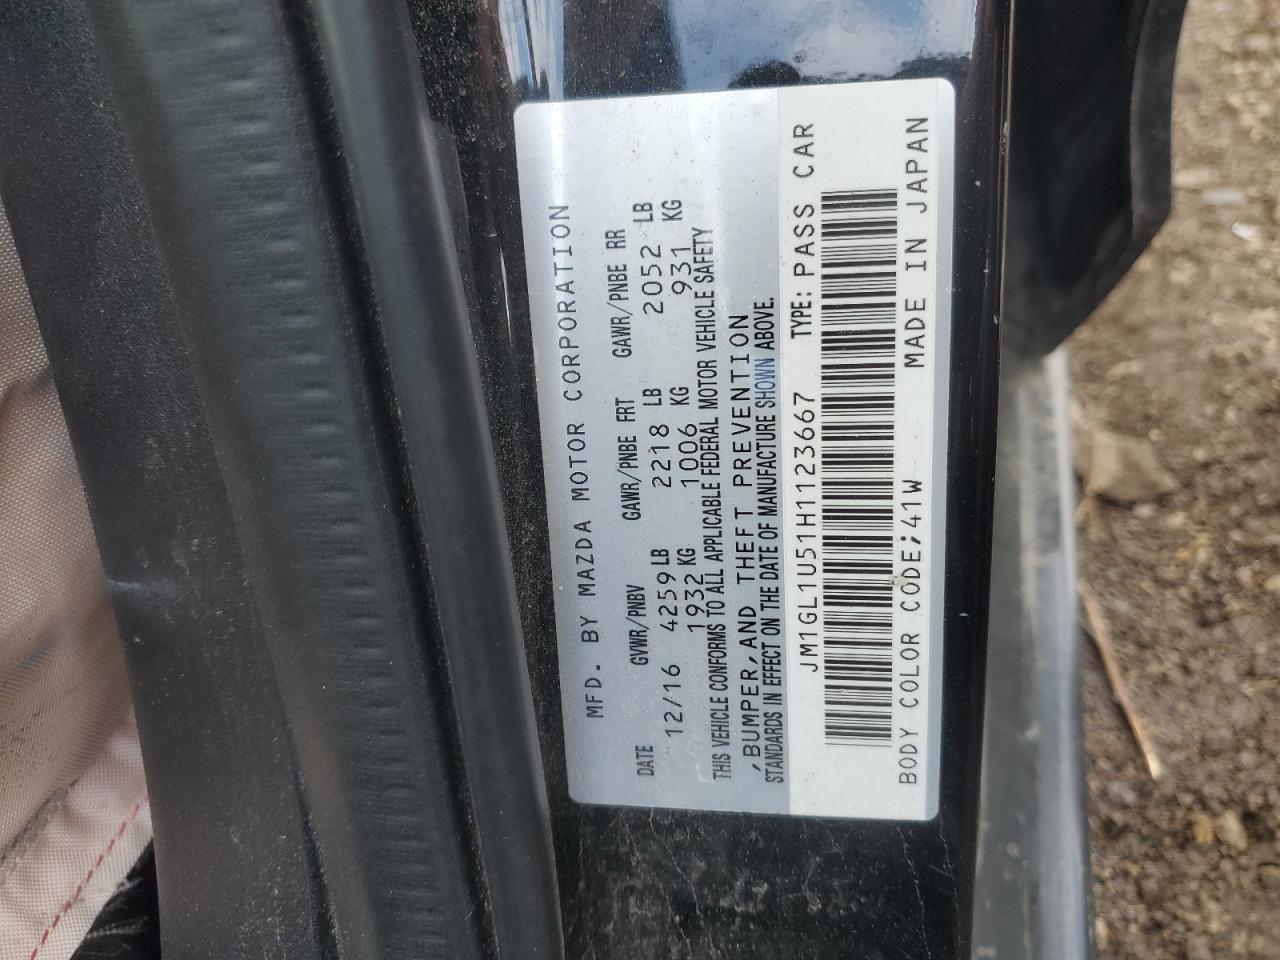 MFD. BY MAZDA MOTOR CORPORATION
DATE GVWR/PNBV GAWR/PNBE FRT GAWR/PNBE RR
12/16 4259 LB 2218 LB 2052 LB
1932 KG 1006 KG 931 KG
THIS VEHICLE CONFORMS TO ALL APPLICABLE FEDERAL MOTOR VEHICLE SAFETY
,BUMPER,AND THEFT PREVENTION
STANDARDS IN EFFECT ON THE DATE OF MANUFACTURE SHOWN ABOVE.
JM1GL1U51H1123667 TYPE: PASS CAR
BODY COLOR CODE;41W MADE IN JAPAN